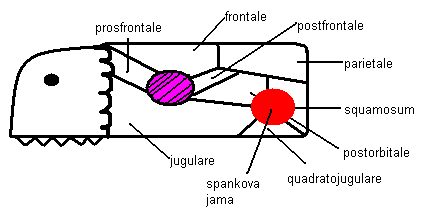 frontale
prosfrontale
postfrontale
parietale
squamosum
postorbitale
jugulare
quadratojugulare
spankova
jama